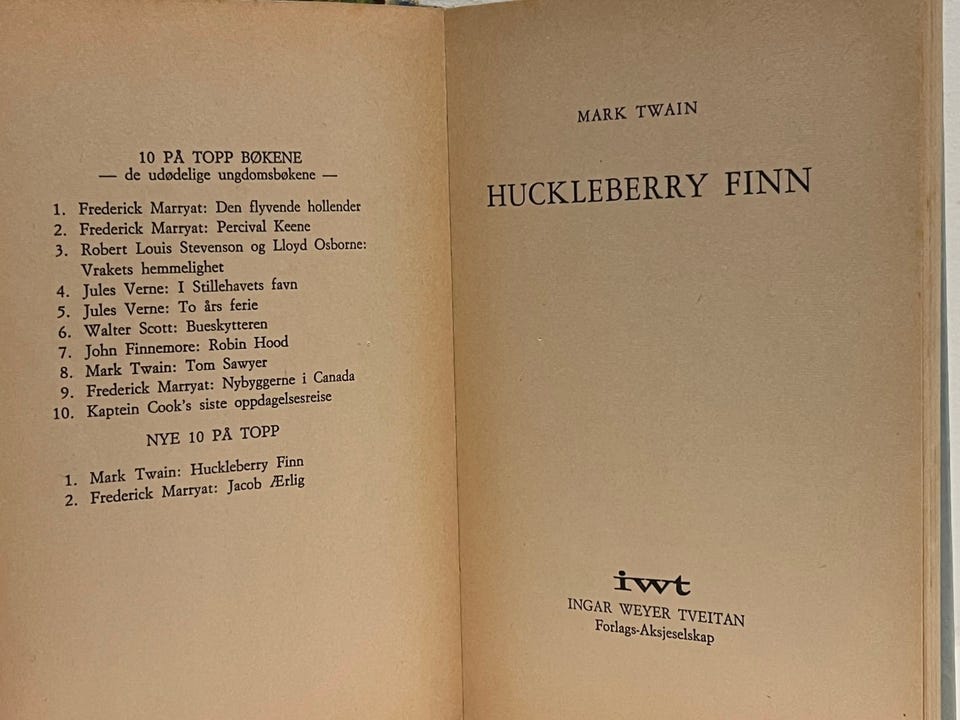 10 PÅ TOPP BØKENE
— de udødelige ungdomsbøkene —
1. Frederick Marryat: Den flyvende hollender
2. Frederick Marryat: Percival Keene
3. Robert Louis Stevenson og Lloyd Osborne:
Vrakets hemmelighet
4. Jules Verne: I Stillehavets favn
5. Jules Verne: To års ferie
6. Walter Scott: Bueskytteren
7. John Finnemore: Robin Hood
8. Mark Twain: Tom Sawyer
9. Frederick Marryat: Nybyggerne i Canada
10. Kaptein Cook's siste oppdagelsesreise
NYE 10 PÅ TOPP
1. Mark Twain: Huckleberry Finn
2. Frederick Marryat: Jacob Ærlig
MARK TWAIN
HUCKLEBERRY FINN
iwt
INGAR WEYER TVEITAN
Forlags-Aksjeselskap